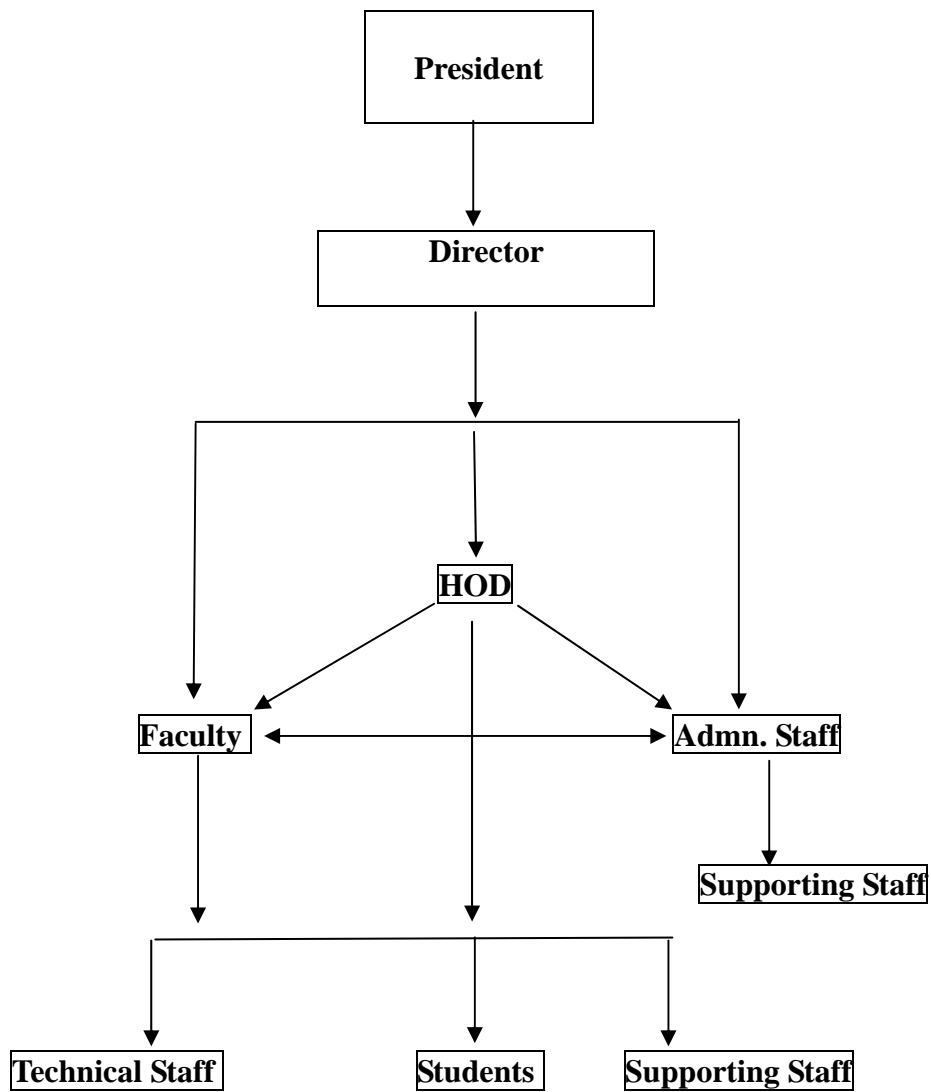 President
Director
HOD
Faculty
Admn. Staff
Supporting Staff
Technical Staff
Students
Supporting Staff